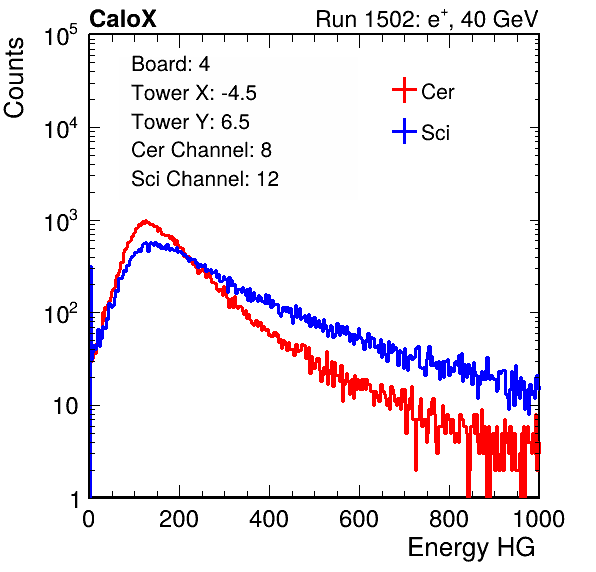 CaloX Run 1502: e⁺, 40 GeV
Counts
10⁵
10⁴
10³
10²
10
1
Board: 4
Tower X: -4.5
Tower Y: 6.5
Cer Channel: 8
Sci Channel: 12
Cer
Sci
0 200 400 600 800 1000
Energy HG